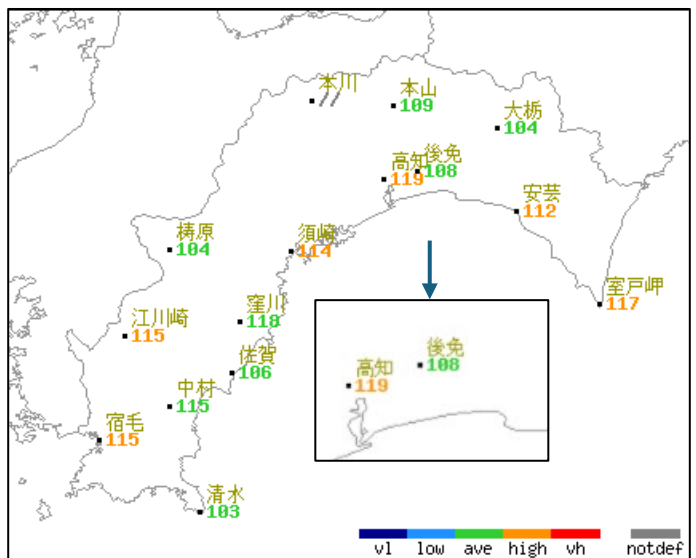 本川
//
本山
109
大栃
104
高知
119
後免
108
安芸
112
梼原
104
須崎
114
室戸岬
117
江川崎
115
窪川
118
佐賀
106
中村
115
宿毛
115
清水
103
後免
108
高知
119
vl low ave high vh notdef